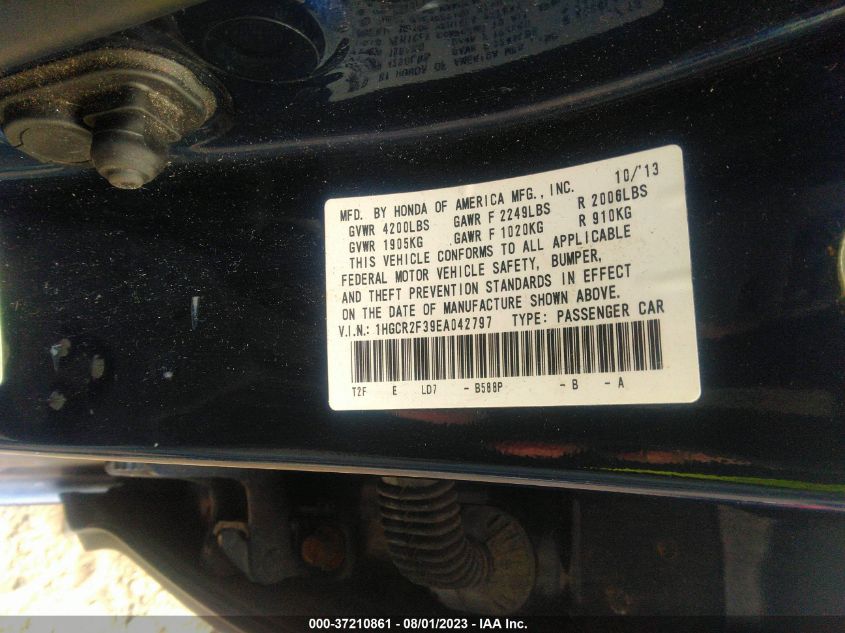 MFD. BY HONDA OF AMERICA MFG., INC. 10/'13
GVWR 4200LBS GAWR F 2249LBS R 2006LBS
GVWR 1905KG GAWR F 1020KG R 910KG
THIS VEHICLE CONFORMS TO ALL APPLICABLE
FEDERAL MOTOR VEHICLE SAFETY, BUMPER,
AND THEFT PREVENTION STANDARDS IN EFFECT
ON THE DATE OF MANUFACTURE SHOWN ABOVE.
V.I.N.: 1HGCR2F39EA042797 TYPE: PASSENGER CAR
T2F E LD7 - B588P - B - A
000-37210861 - 08/01/2023 - IAA Inc.